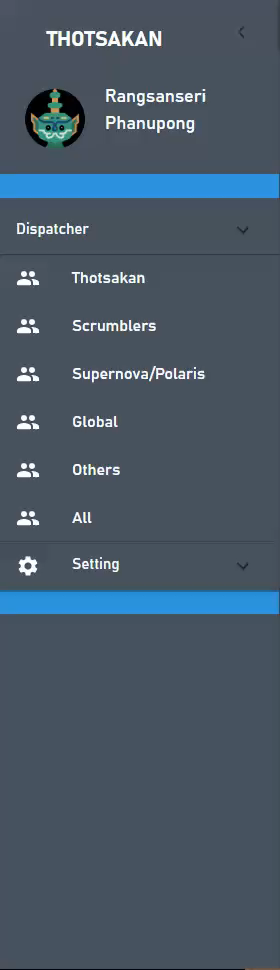 THOTSAKAN
Rangsanseri
Phanupong
Dispatcher
Thotsakan
Scrumblers
Supernova/Polaris
Global
Others
All
Setting